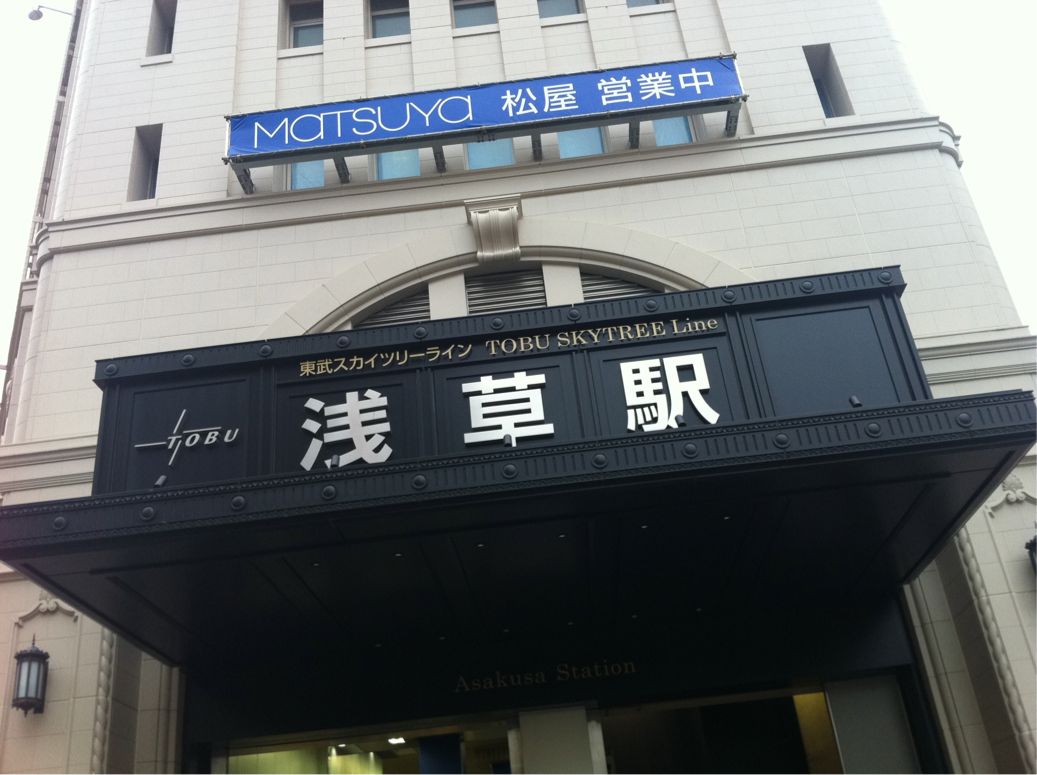 MATSUYA 松屋 営業中
東武スカイツリーライン TOBU SKYTREE Line
TOBU 浅草駅
Asakusa Station